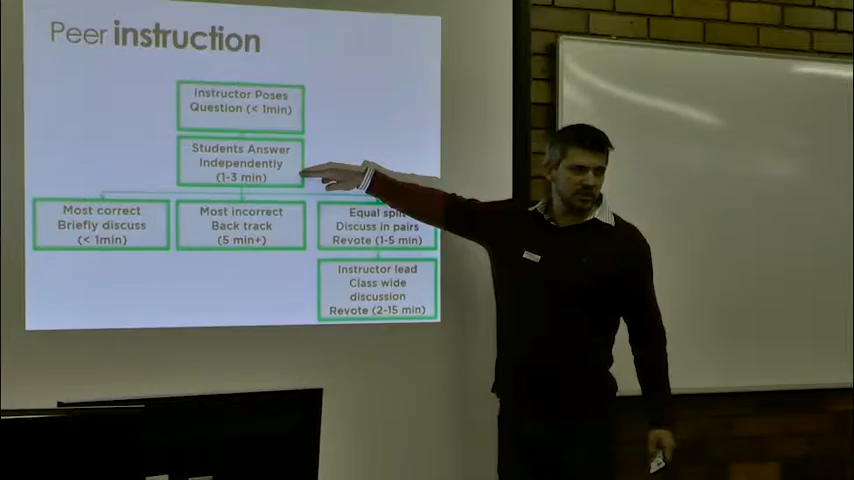 Peer instruction
Instructor Poses
Question (< 1min)
Students Answer
Independently
(1-3 min)
Most correct
Briefly discuss
(< 1min)
Most incorrect
Back track
(5 min+)
Equal split
Discuss in pairs
Revote (1-5 min)
Instructor lead
Class wide
discussion
Revote (2-15 min)